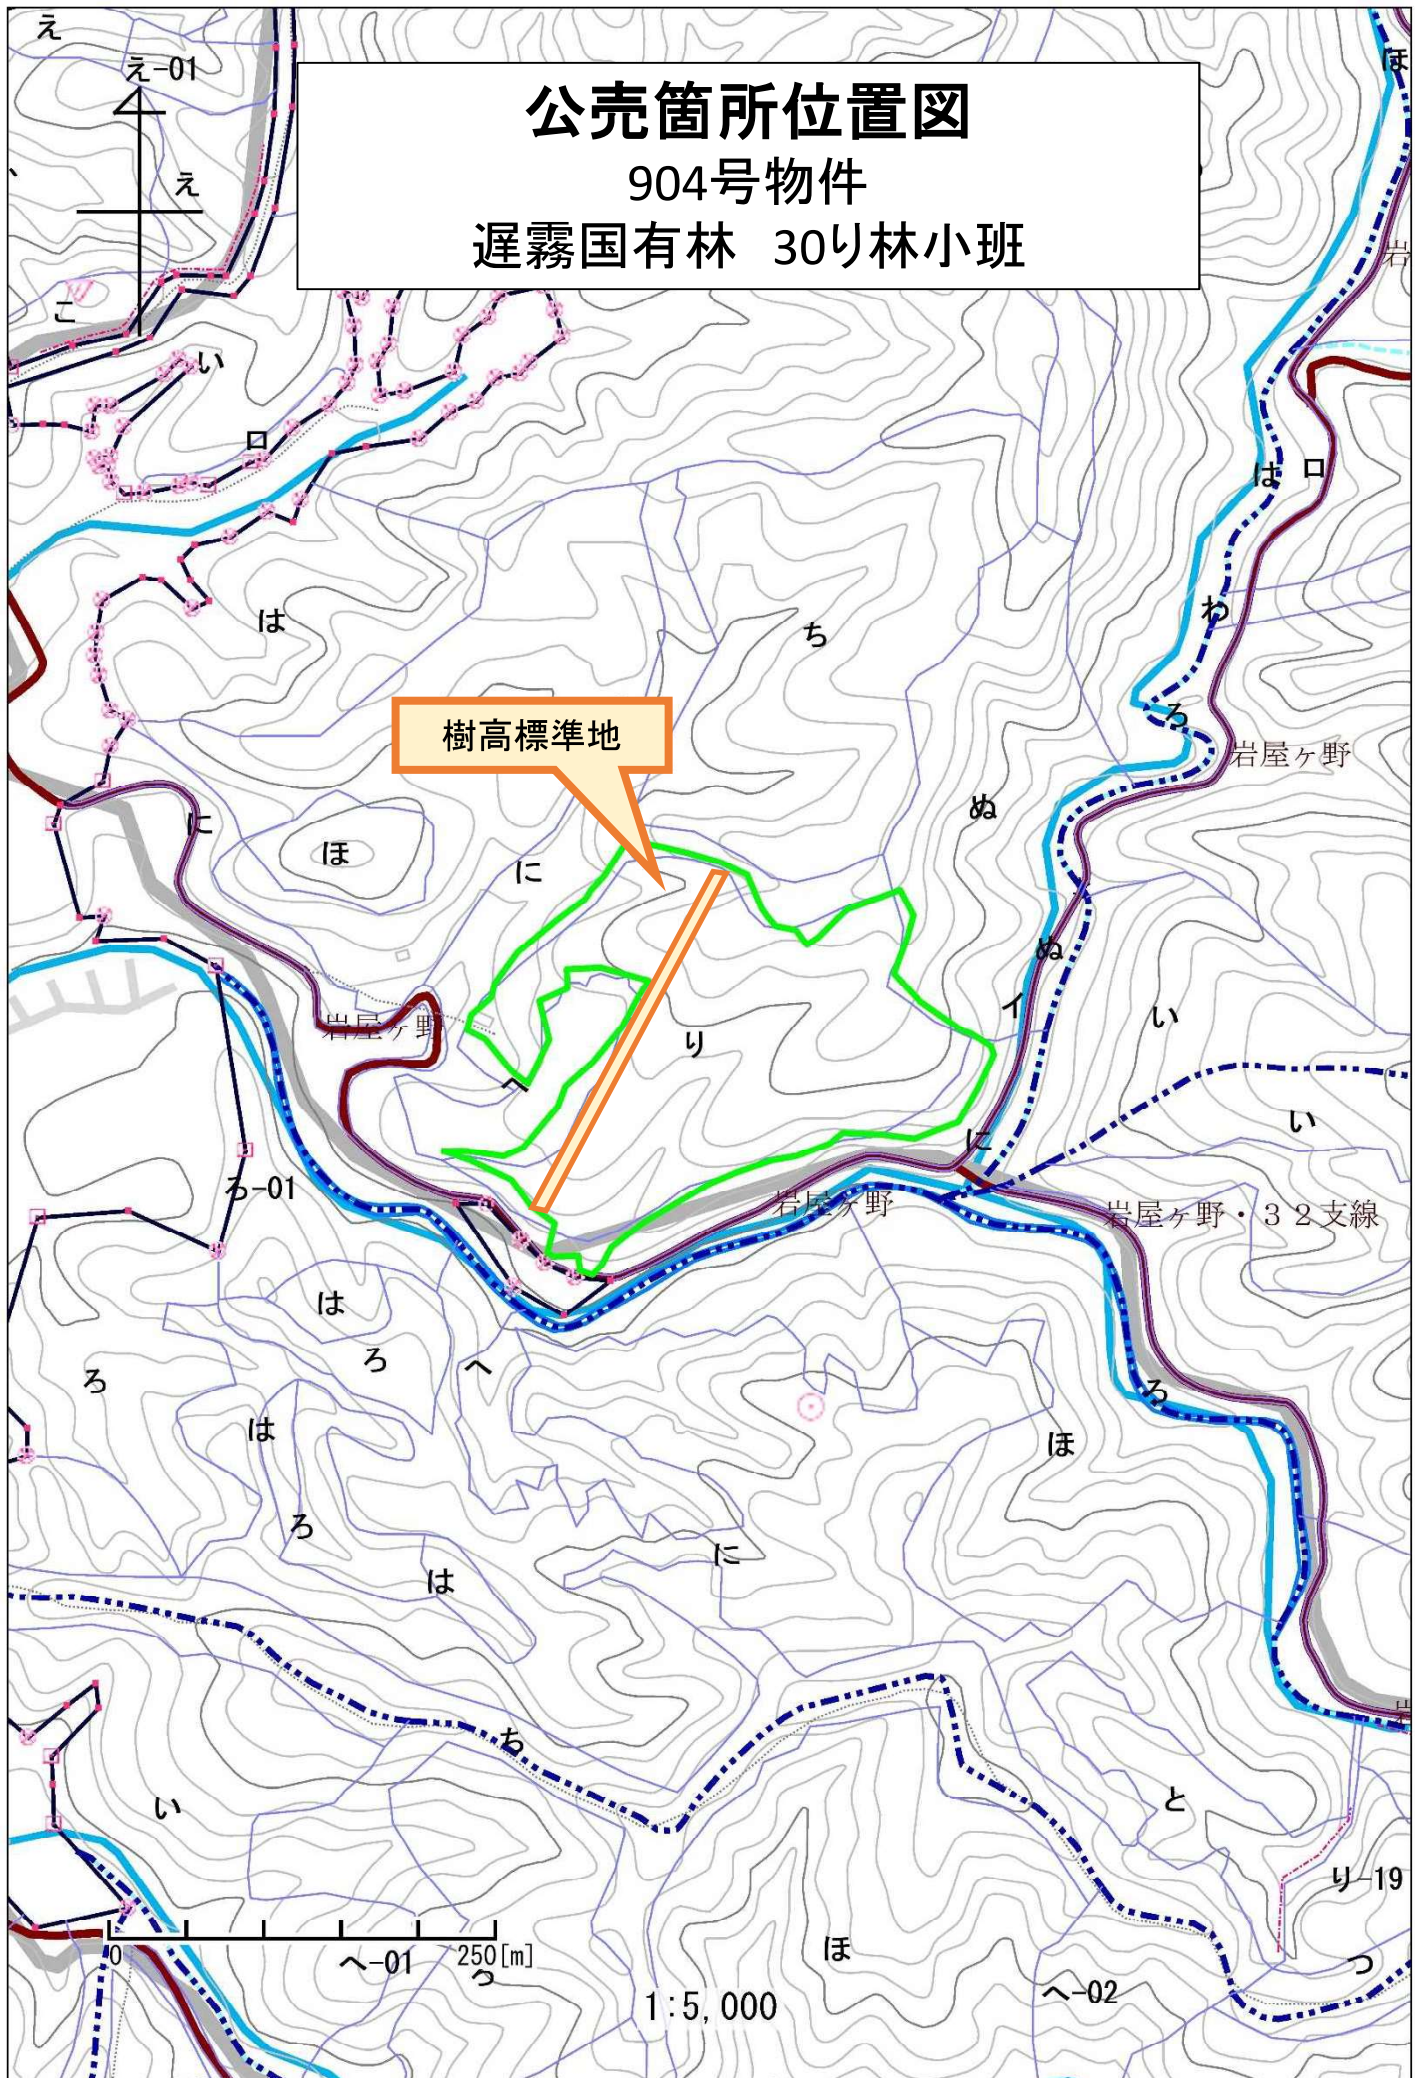 え
え-01
公売箇所位置図
904号物件
遅霧国有林　30り林小班
え
ほ
岩
こ
い
ロ
は
ロ
わ
は
ち
ろ
樹高標準地
岩屋ヶ野
ぬ
に
ほ
に
ぬ
イ
い
岩屋ヶ野
り
へ
い
に
ろ-01
岩屋ヶ野
岩屋ヶ野・３２支線
は
ろ
へ
ろ
ろ
は
ほ
ろ
に
は
岩
ち
い
と
り-19
0
250[m]
へ-01
ろ
ほ
つ
へ-02
1:5,000